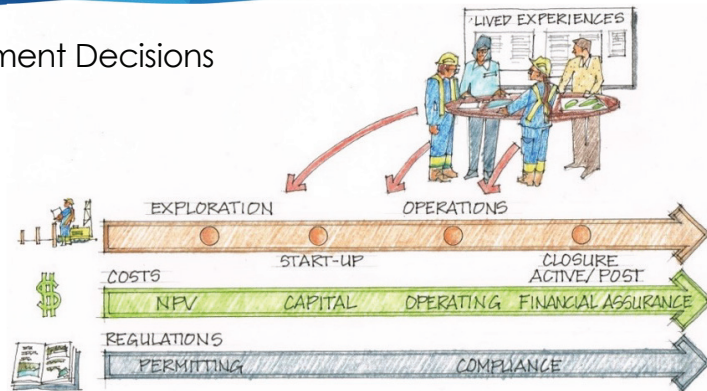 ment Decisions
LIVED EXPERIENCES
EXPLORATION
OPERATIONS
START-UP
CLOSURE
ACTIVE/POST
$
COSTS
NPV
CAPITAL
OPERATING
FINANCIAL ASSURANCE
REGULATIONS
PERMITTING
COMPLIANCE